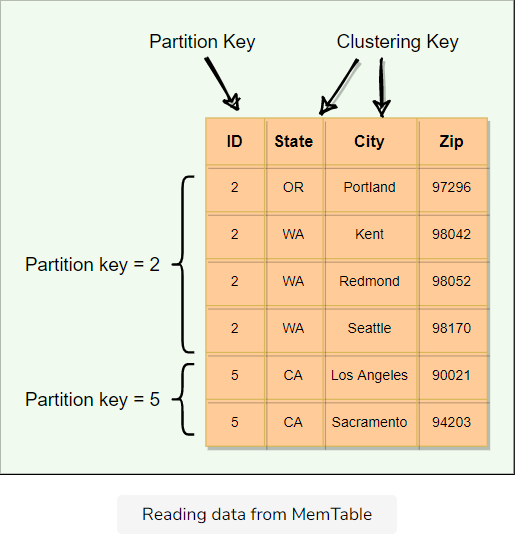 Partition Key Clustering Key
ID State City Zip
2 OR Portland 97296
2 WA Kent 98042
Partition key = 2
2 WA Redmond 98052
2 WA Seattle 98170
5 CA Los Angeles 90021
Partition key = 5
5 CA Sacramento 94203
Reading data from MemTable